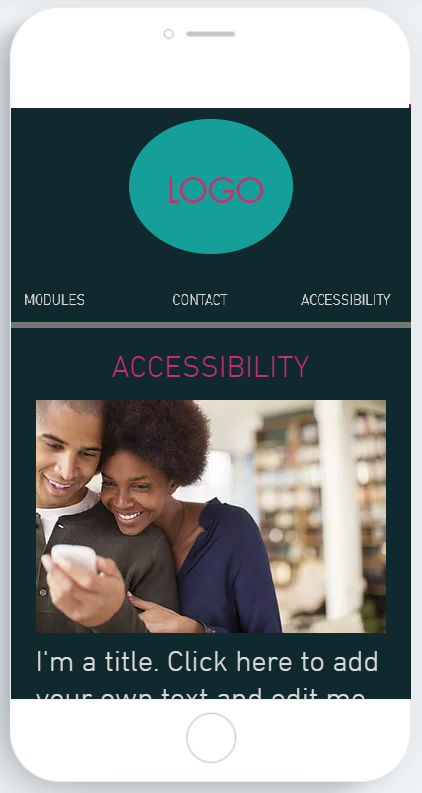 LOGO
MODULES CONTACT ACCESSIBILITY
ACCESSIBILITY
I'm a title. Click here to add
your own text and edit me.